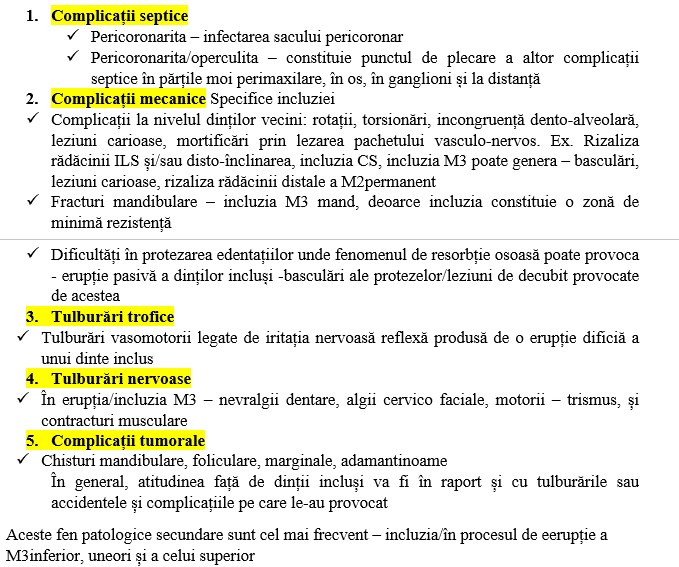 1. Complicații septice
✓ Pericoronarita – infectarea sacului pericoronar
✓ Pericoronarita/operculita – constituie punctul de plecare a altor complicații
septice în părțile moi perimaxilare, în os, în ganglioni și la distanță
2. Complicații mecanice Specifice incluziei
✓ Complicații la nivelul dinților vecini: rotații, torsionări, incongruență dento-alveolară,
leziuni carioase, mortificări prin lezarea pachetului vasculo-nervos. Ex. Rizaliza
rădăcinii ILS și/sau disto-înclinarea, incluzia CS, incluzia M3 poate genera – basculări,
leziuni carioase, rizaliza rădăcinii distale a M2permanent
✓ Fracturi mandibulare – incluzia M3 mand, deoarce incluzia constituie o zonă de
minimă rezistență
✓ Dificultăți în protezarea edentațiilor unde fenomenul de resorbție osoasă poate provoca
- erupție pasivă a dinților incluși -basculări ale protezelor/leziuni de decubit provocate
de acestea
3. Tulburări trofice
✓ Tulburări vasomotorii legate de iritația nervoasă reflexă produsă de o erupție dificiă a
unui dinte inclus
4. Tulburări nervoase
✓ În erupția/incluzia M3 – nevralgii dentare, algii cervico faciale, motorii – trismus, și
contracturi musculare
5. Complicații tumorale
✓ Chisturi mandibulare, foliculare, marginale, adamantinoame
În general, atitudinea față de dinții incluși va fi în raport și cu tulburările sau
accidentele și complicațiile pe care le-au provocat
Aceste fen patologice secundare sunt cel mai frecvent – incluzia/în procesul de eerupție a
M3inferior, uneori și a celui superior